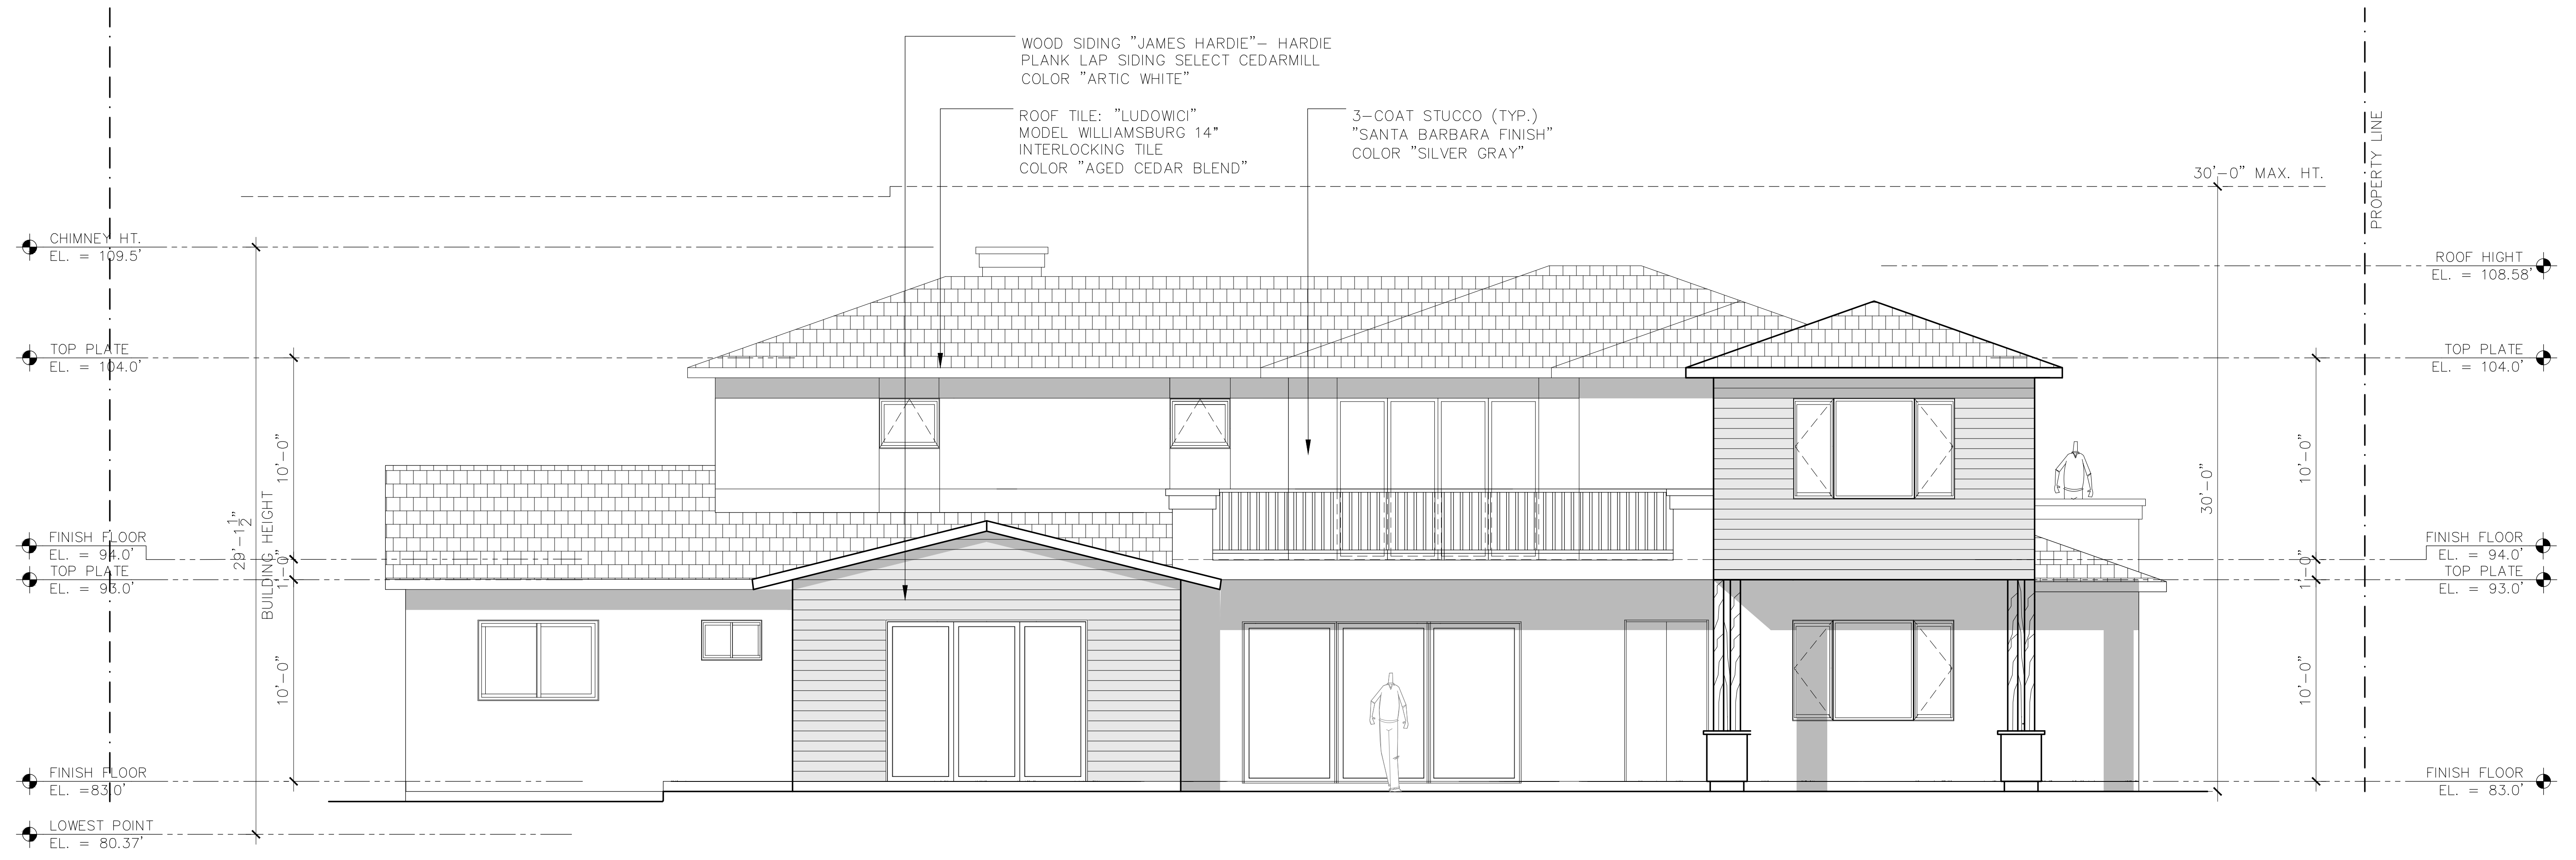 WOOD SIDING "JAMES HARDIE"- HARDIE
PLANK LAP SIDING SELECT CEDARMILL
COLOR "ARTIC WHITE"
ROOF TILE: "LUDOWICI"
MODEL WILLIAMSBURG 14"
INTERLOCKING TILE
COLOR "AGED CEDAR BLEND"
3-COAT STUCCO (TYP.)
"SANTA BARBARA FINISH"
COLOR "SILVER GRAY"
30'-0" MAX. HT.
PROPERTY LINE
CHIMNEY HT.
EL. = 109.5'
TOP PLATE
EL. = 104.0'
FINISH FLOOR
EL. = 94.0'
TOP PLATE
EL. = 93.0'
FINISH FLOOR
EL. =83.0'
LOWEST POINT
EL. = 80.37'
29'-1 1/2"
BUILDING HEIGHT
10'-0"
1'-0"
10'-0"
30'-0"
10'-0"
1'-0"
10'-0"
ROOF HIGHT
EL. = 108.58'
TOP PLATE
EL. = 104.0'
FINISH FLOOR
EL. = 94.0'
TOP PLATE
EL. = 93.0'
FINISH FLOOR
EL. = 83.0'